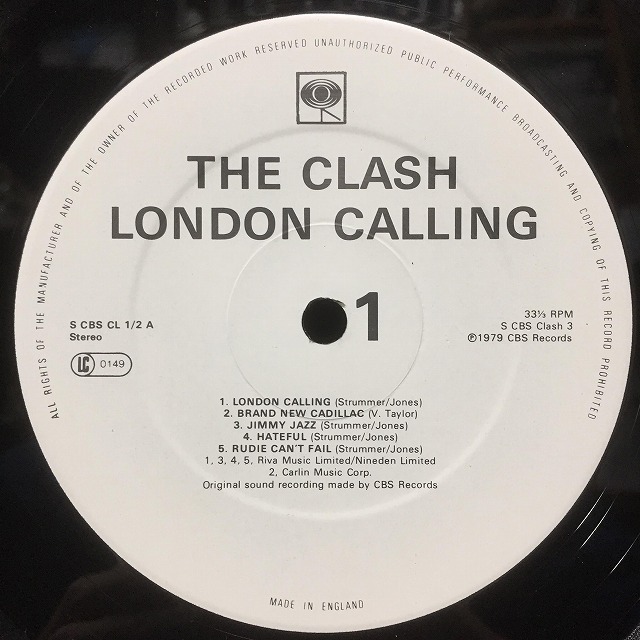 ALL RIGHTS OF THE MANUFACTURER AND OF THE OWNER OF THE RECORDED WORK RESERVED UNAUTHORIZED PUBLIC PERFORMANCE BROADCASTING AND COPYING OF THIS RECORD PROHIBITED
THE CLASH
LONDON CALLING
1
S CBS CL 1/2 A
Stereo
LC 0149
33⅓ RPM
S CBS Clash 3
℗1979 CBS Records
1. LONDON CALLING (Strummer/Jones)
2. BRAND NEW CADILLAC (V. Taylor)
3. JIMMY JAZZ (Strummer/Jones)
4. HATEFUL (Strummer/Jones)
5. RUDIE CAN'T FAIL (Strummer/Jones)
1, 3, 4, 5, Riva Music Limited/Nineden Limited
2, Carlin Music Corp.
Original sound recording made by CBS Records
MADE IN ENGLAND